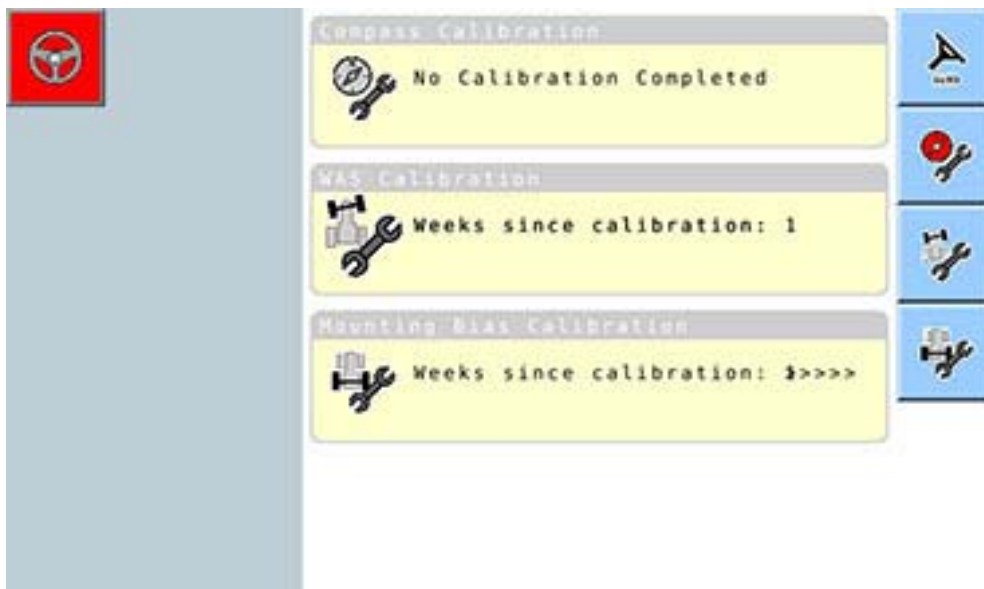 Compass Calibration
No Calibration Completed
WAS Calibration
Weeks since calibration: 1
Mounting Bias Calibration
Weeks since calibration: >>>>